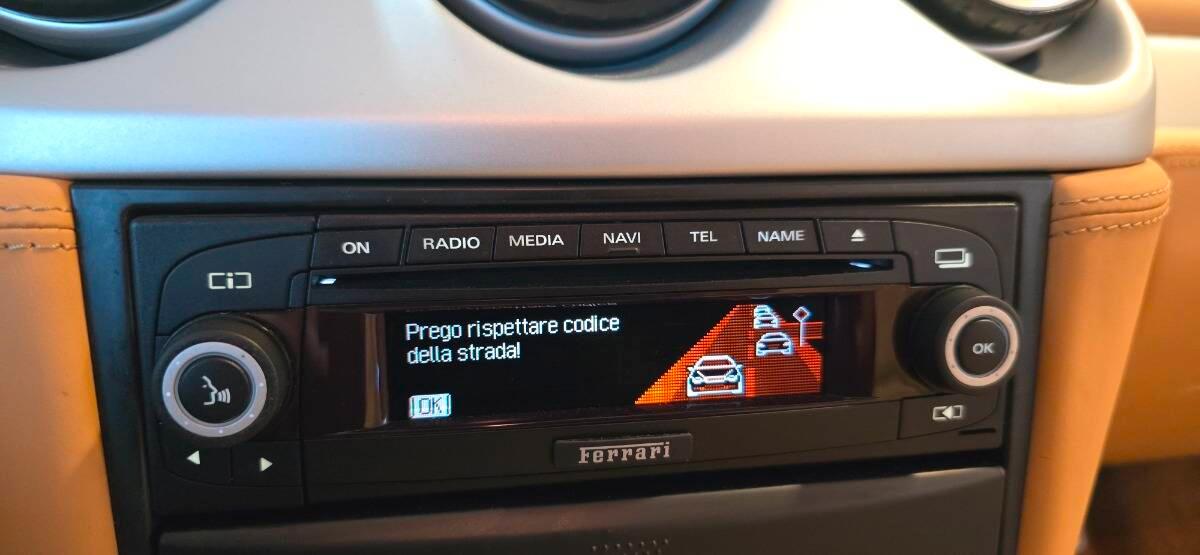 ON RADIO MEDIA NAVI TEL NAME
Prego rispettare codice
della strada!
OK
OK
Ferrari